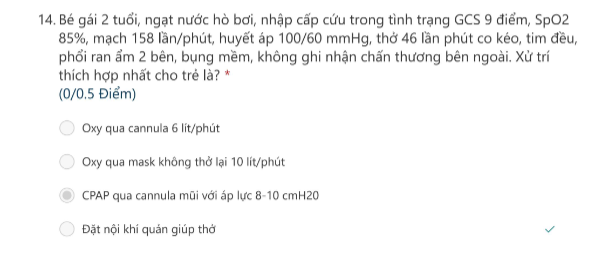 14. Bé gái 2 tuổi, ngạt nước hò bơi, nhập cấp cứu trong tình trạng GCS 9 điểm, SpO2
85%, mạch 158 lần/phút, huyết áp 100/60 mmHg, thở 46 lần phút co kéo, tim đều,
phổi ran ẩm 2 bên, bụng mềm, không ghi nhận chấn thương bên ngoài. Xử trí
thích hợp nhất cho trẻ là? *
(0/0.5 Điểm)
Oxy qua cannula 6 lít/phút
Oxy qua mask không thở lại 10 lít/phút
CPAP qua cannula mũi với áp lực 8-10 cmH20
Đặt nội khí quản giúp thở